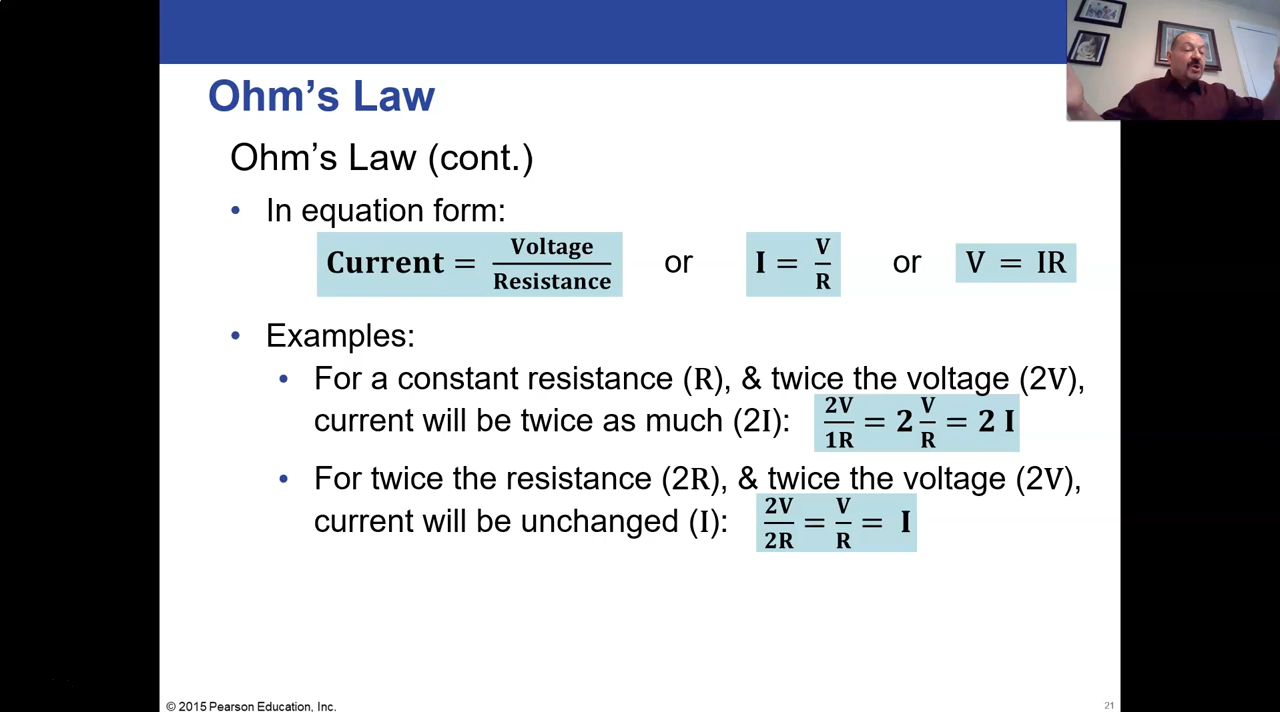 Ohm's Law
Ohm's Law (cont.)
• In equation form:
Current = Voltage/Resistance or I = V/R or V = IR
• Examples:
• For a constant resistance (R), & twice the voltage (2V),
current will be twice as much (2I): 2V/1R = 2 V/R = 2 I
• For twice the resistance (2R), & twice the voltage (2V),
current will be unchanged (I): 2V/2R = V/R = I
© 2015 Pearson Education, Inc.
21